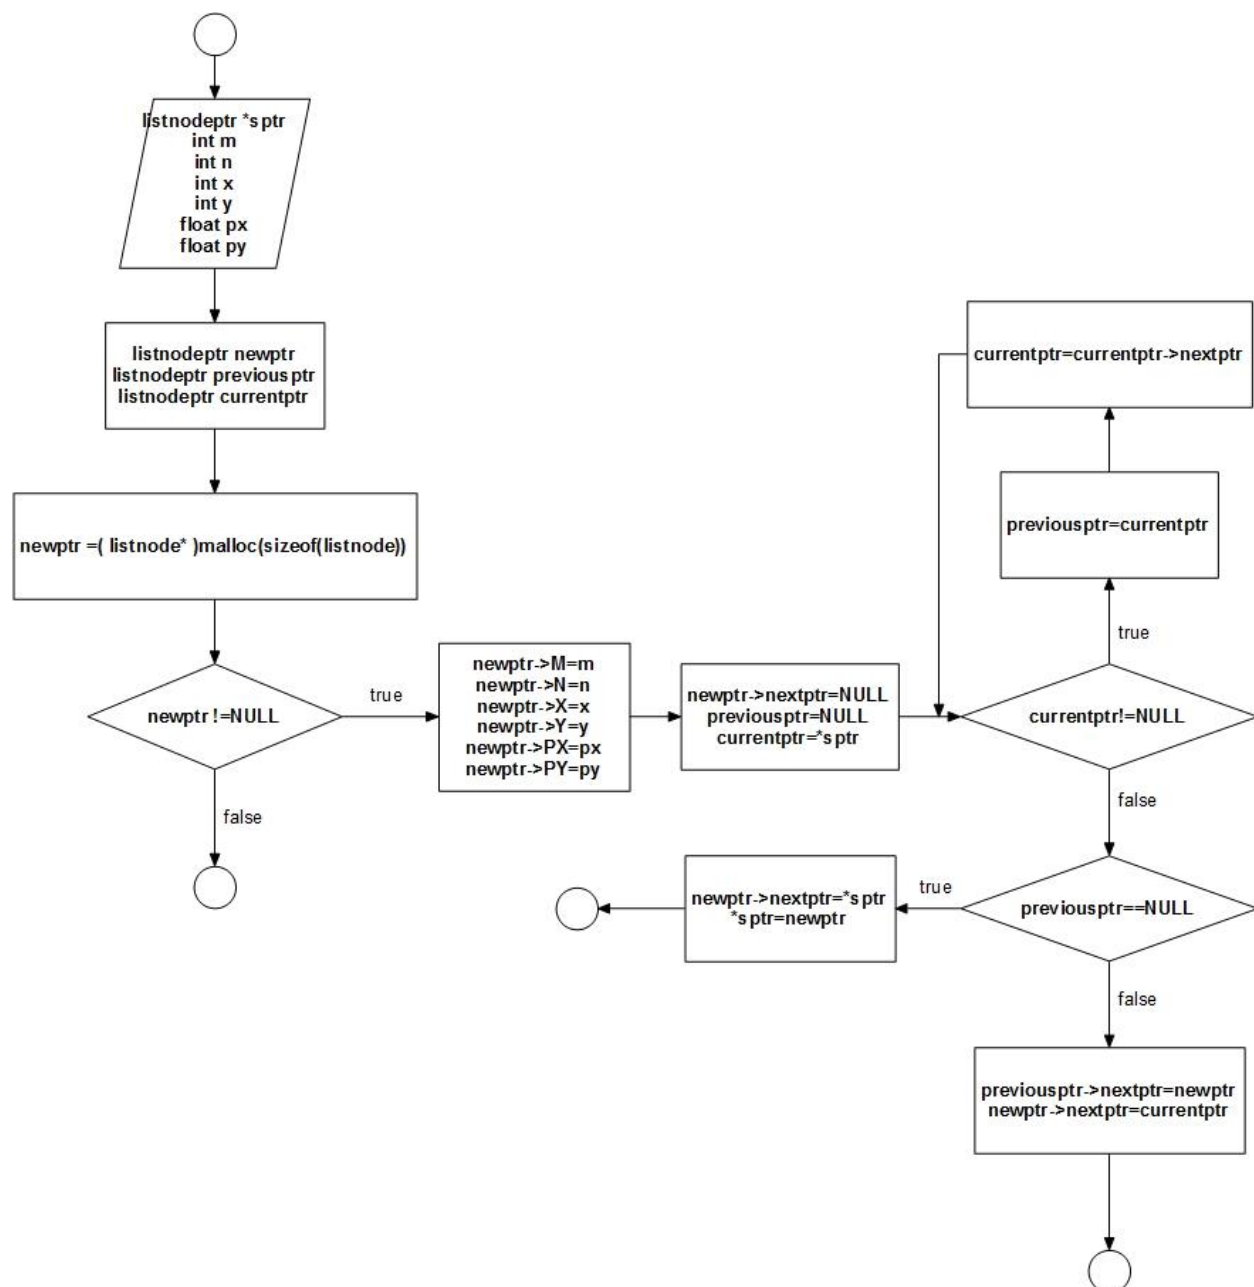 listnodeptr *sptr
int m
int n
int x
int y
float px
float py
listnodeptr newptr
listnodeptr previousptr
listnodeptr currentptr
newptr =( listnode* )malloc(sizeof(listnode))
newptr !=NULL
true
false
newptr->M=m
newptr->N=n
newptr->X=x
newptr->Y=y
newptr->PX=px
newptr->PY=py
newptr->nextptr=NULL
previousptr=NULL
currentptr=*sptr
currentptr!=NULL
true
previousptr=currentptr
currentptr=currentptr->nextptr
false
previousptr==NULL
true
newptr->nextptr=*sptr
*sptr=newptr
false
previousptr->nextptr=newptr
newptr->nextptr=currentptr